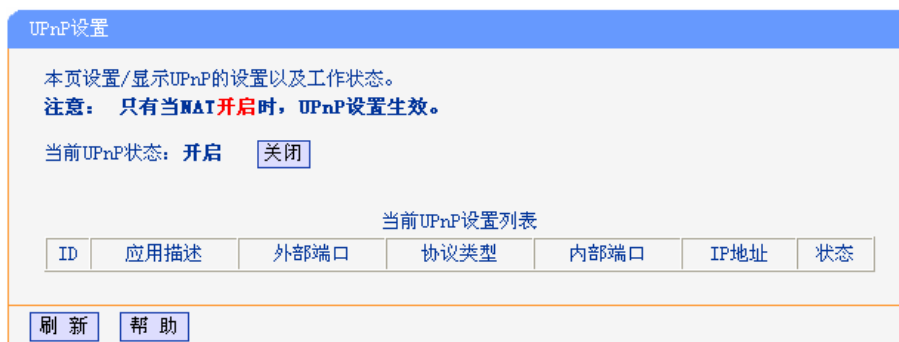 UPnP设置
本页设置/显示UPnP的设置以及工作状态。
注意： 只有当NAT开启时，UPnP设置生效。
当前UPnP状态：开启 关闭
当前UPnP设置列表
ID 应用描述 外部端口 协议类型 内部端口 IP地址 状态
刷 新 帮 助